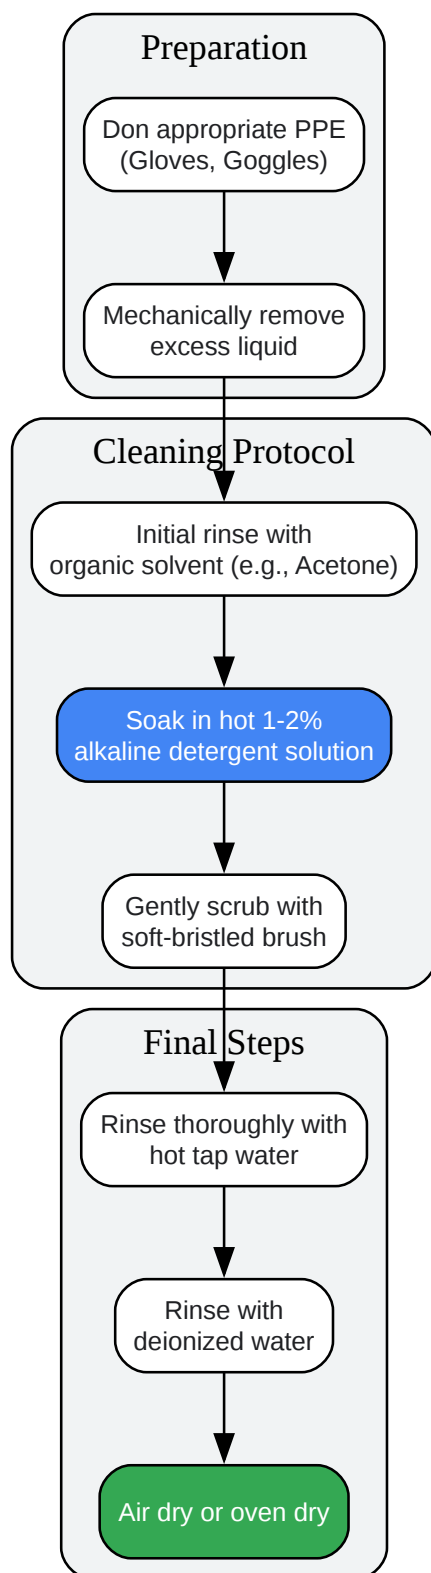 Preparation
Don appropriate PPE
(Gloves, Goggles)
Mechanically remove
excess liquid
Cleaning Protocol
Initial rinse with
organic solvent (e.g., Acetone)
Soak in hot 1-2%
alkaline detergent solution
Gently scrub with
soft-bristled brush
Final Steps
Rinse thoroughly with
hot tap water
Rinse with
deionized water
Air dry or oven dry